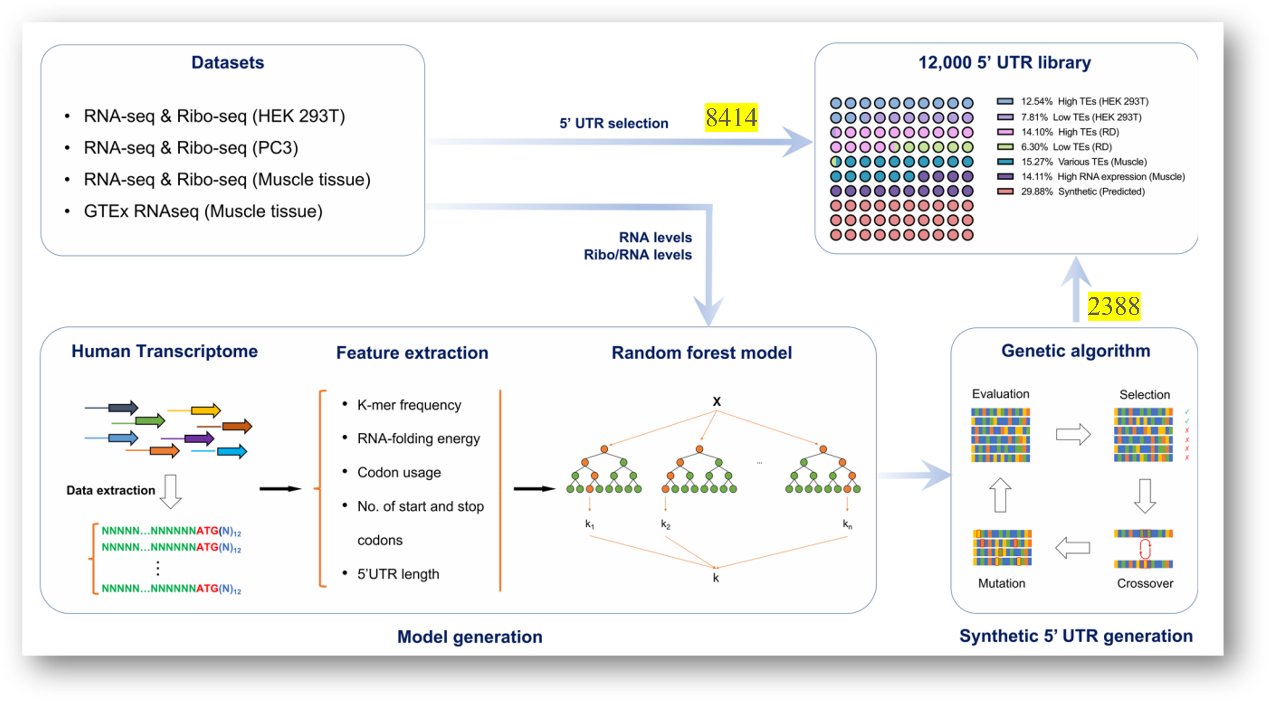 Datasets
• RNA-seq & Ribo-seq (HEK 293T)
• RNA-seq & Ribo-seq (PC3)
• RNA-seq & Ribo-seq (Muscle tissue)
• GTEx RNAseq (Muscle tissue)
5’ UTR selection
8414
RNA levels
Ribo/RNA levels
12,000 5’ UTR library
12.54% High TEs (HEK 293T)
7.81% Low TEs (HEK 293T)
14.10% High TEs (RD)
6.30% Low TEs (RD)
15.27% Various TEs (Muscle)
14.11% High RNA expression (Muscle)
29.88% Synthetic (Predicted)
2388
Human Transcriptome
Data extraction
NNNNN...NNNNNNATG(N)12
NNNNN...NNNNNNATG(N)12
⋮
NNNNN...NNNNNNATG(N)12
Feature extraction
• K-mer frequency
• RNA-folding energy
• Codon usage
• No. of start and stop
codons
• 5’UTR length
Random forest model
X
...
k1
k2
kn
k
Model generation
Genetic algorithm
Evaluation
Selection
✓
✓
✗
✗
✗
✗
Mutation
Crossover
Synthetic 5’ UTR generation